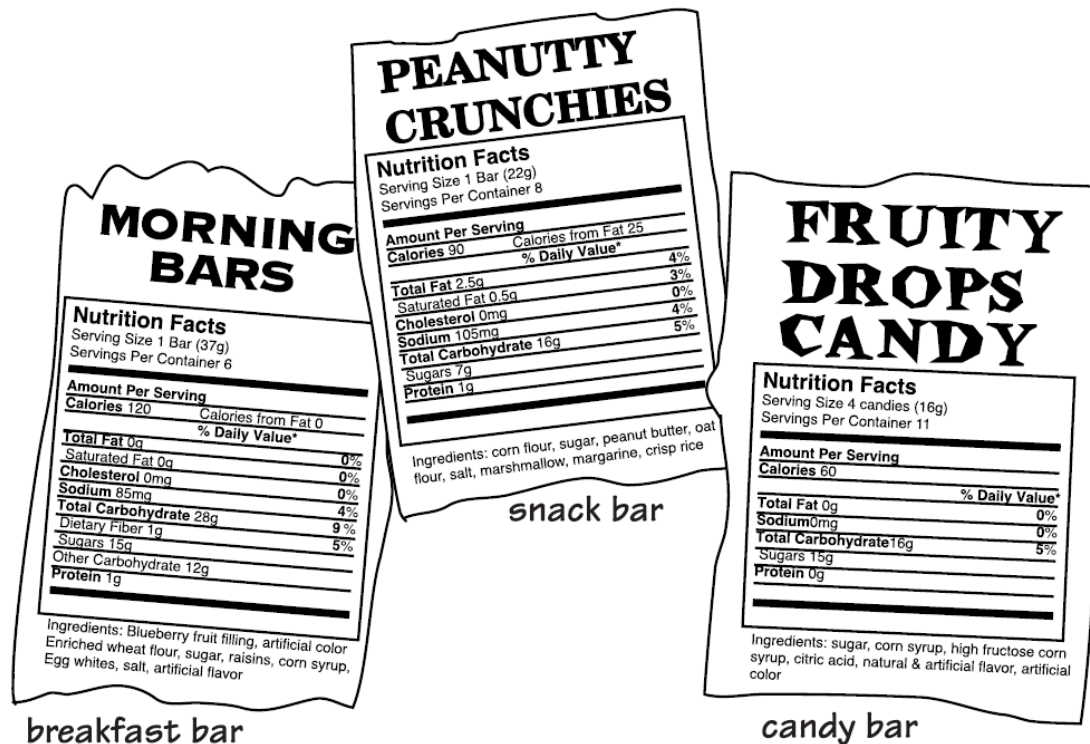 MORNING
BARS
Nutrition Facts
Serving Size 1 Bar (37g)
Servings Per Container 6
Amount Per Serving
Calories 120 Calories from Fat 0
% Daily Value*
Total Fat 0g 0%
Saturated Fat 0g 0%
Cholesterol 0mg 0%
Sodium 85mg 4%
Total Carbohydrate 28g 9%
Dietary Fiber 1g 5%
Sugars 15g
Other Carbohydrate 12g
Protein 1g
Ingredients: Blueberry fruit filling, artificial color
Enriched wheat flour, sugar, raisins, corn syrup,
Egg whites, salt, artificial flavor
breakfast bar
PEANUTTY
CRUNCHIES
Nutrition Facts
Serving Size 1 Bar (22g)
Servings Per Container 8
Amount Per Serving
Calories 90 Calories from Fat 25
% Daily Value*
Total Fat 2.5g 4%
Saturated Fat 0.5g 3%
Cholesterol 0mg 0%
Sodium 105mg 4%
Total Carbohydrate 16g 5%
Sugars 7g
Protein 1g
Ingredients: corn flour, sugar, peanut butter, oat
flour, salt, marshmallow, margarine, crisp rice
snack bar
FRUITY
DROPS
CANDY
Nutrition Facts
Serving Size 4 candies (16g)
Servings Per Container 11
Amount Per Serving
Calories 60
% Daily Value*
Total Fat 0g 0%
Sodium0mg 0%
Total Carbohydrate16g 5%
Sugars 15g
Protein 0g
Ingredients: sugar, corn syrup, high fructose corn
syrup, citric acid, natural & artificial flavor, artificial
color
candy bar